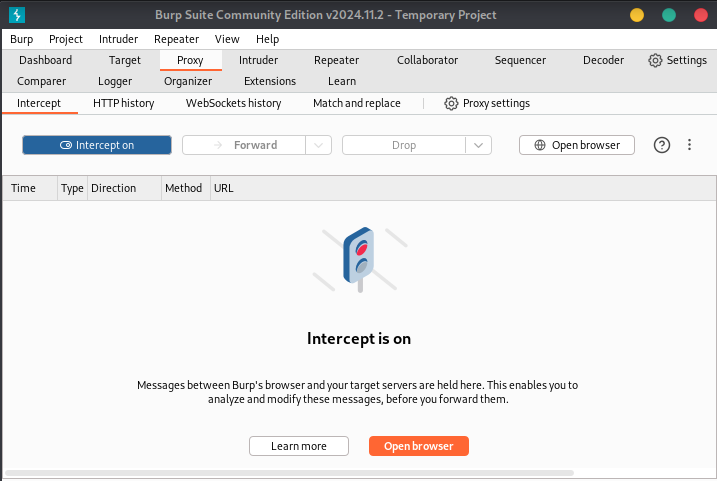 Burp Suite Community Edition v2024.11.2 - Temporary Project
Burp Project Intruder Repeater View Help
Dashboard Target Proxy Intruder Repeater Collaborator Sequencer Decoder Settings
Comparer Logger Organizer Extensions Learn
Intercept HTTP history WebSockets history Match and replace Proxy settings
Intercept on Forward Drop Open browser
Time Type Direction Method URL
Intercept is on
Messages between Burp's browser and your target servers are held here. This enables you to
analyze and modify these messages, before you forward them.
Learn more Open browser